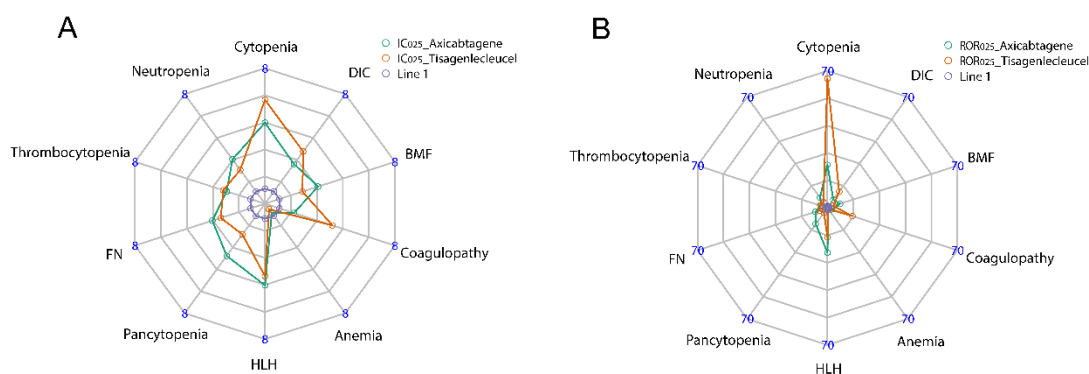 A
IC025_Axicabtagene
IC025_Tisagenlecleucel
Line 1
Cytopenia
8
Neutropenia
8
DIC
8
Thrombocytopenia
8
BMF
8
FN
8
Coagulopathy
8
Pancytopenia
8
Anemia
8
HLH
8
B
ROR025_Axicabtagene
ROR025_Tisagenlecleucel
Line 1
Cytopenia
70
Neutropenia
70
DIC
70
Thrombocytopenia
70
BMF
70
FN
70
Coagulopathy
70
Pancytopenia
70
Anemia
70
HLH
70